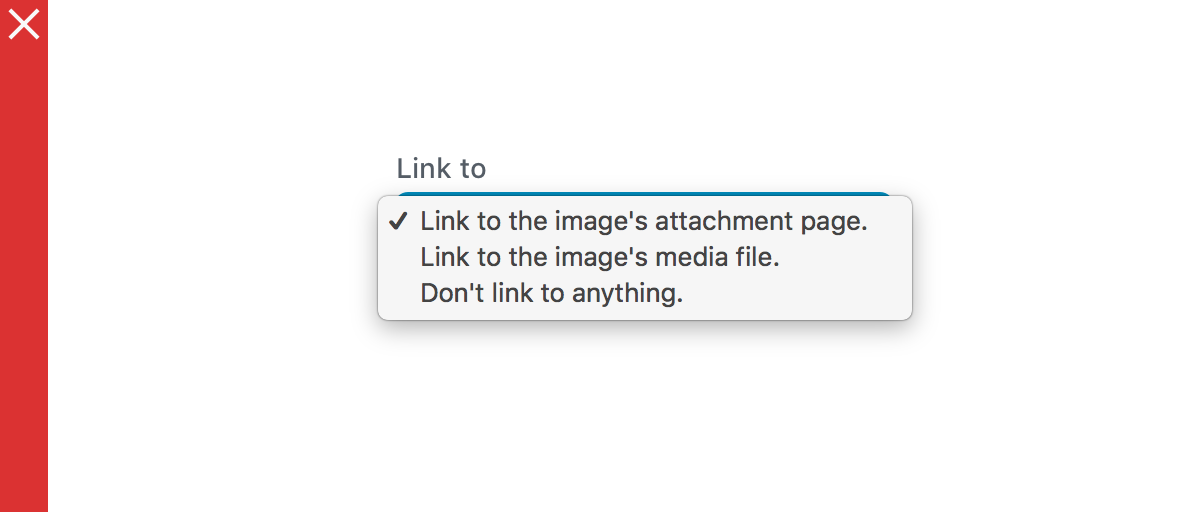 Link to
Link to the image's attachment page.
Link to the image's media file.
Don't link to anything.